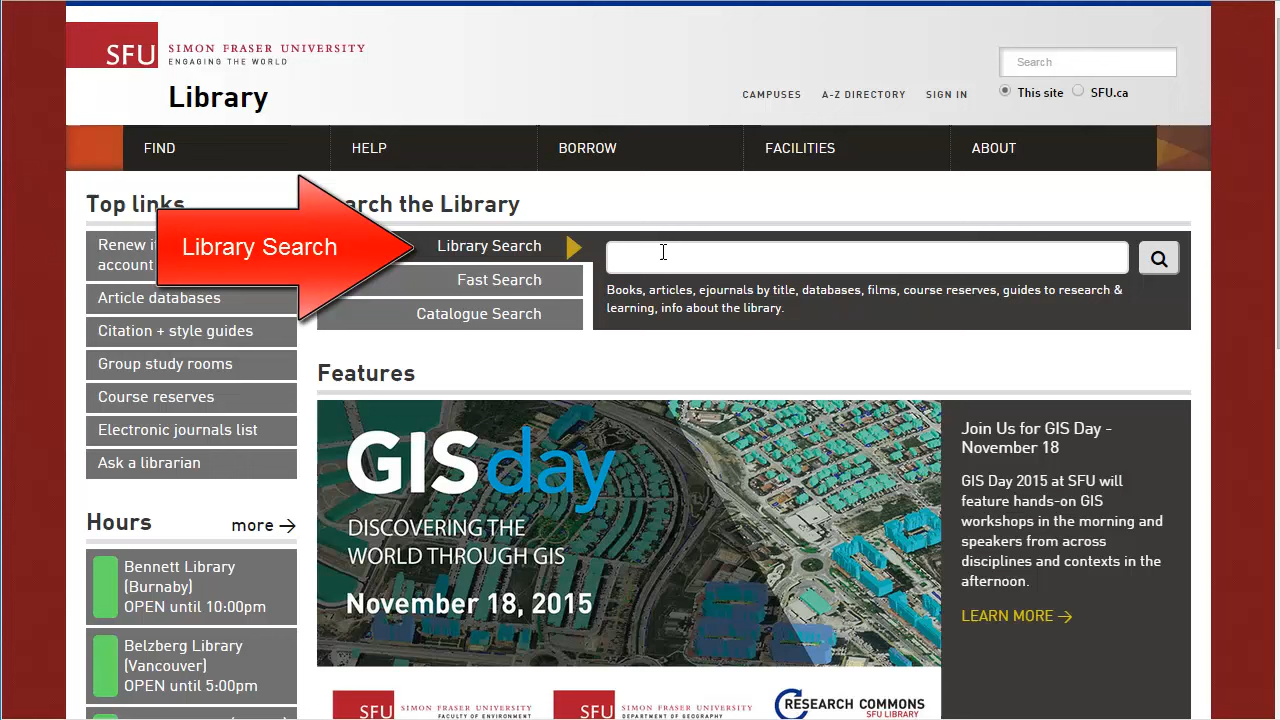 SFU SIMON FRASER UNIVERSITY
ENGAGING THE WORLD
Library
Search
This site SFU.ca
CAMPUSES A-Z DIRECTORY SIGN IN
FIND HELP BORROW FACILITIES ABOUT
Top links
Renew i
account
Article databases
Citation + style guides
Group study rooms
Course reserves
Electronic journals list
Ask a librarian
Hours more →
Bennett Library
(Burnaby)
OPEN until 10:00pm
Belzberg Library
(Vancouver)
OPEN until 5:00pm
Library Search
arch the Library
Library Search
Fast Search
Catalogue Search
Books, articles, ejournals by title, databases, films, course reserves, guides to research &
learning, info about the library.
Features
GISday
DISCOVERING THE
WORLD THROUGH GIS
November 18, 2015
Join Us for GIS Day -
November 18
GIS Day 2015 at SFU will
feature hands-on GIS
workshops in the morning and
speakers from across
disciplines and contexts in the
afternoon.
LEARN MORE →
SFU SIMON FRASER UNIVERSITY
FACULTY OF ENVIRONMENT
SFU SIMON FRASER UNIVERSITY
DEPARTMENT OF GEOGRAPHY
RESEARCH COMMONS
SFU LIBRARY